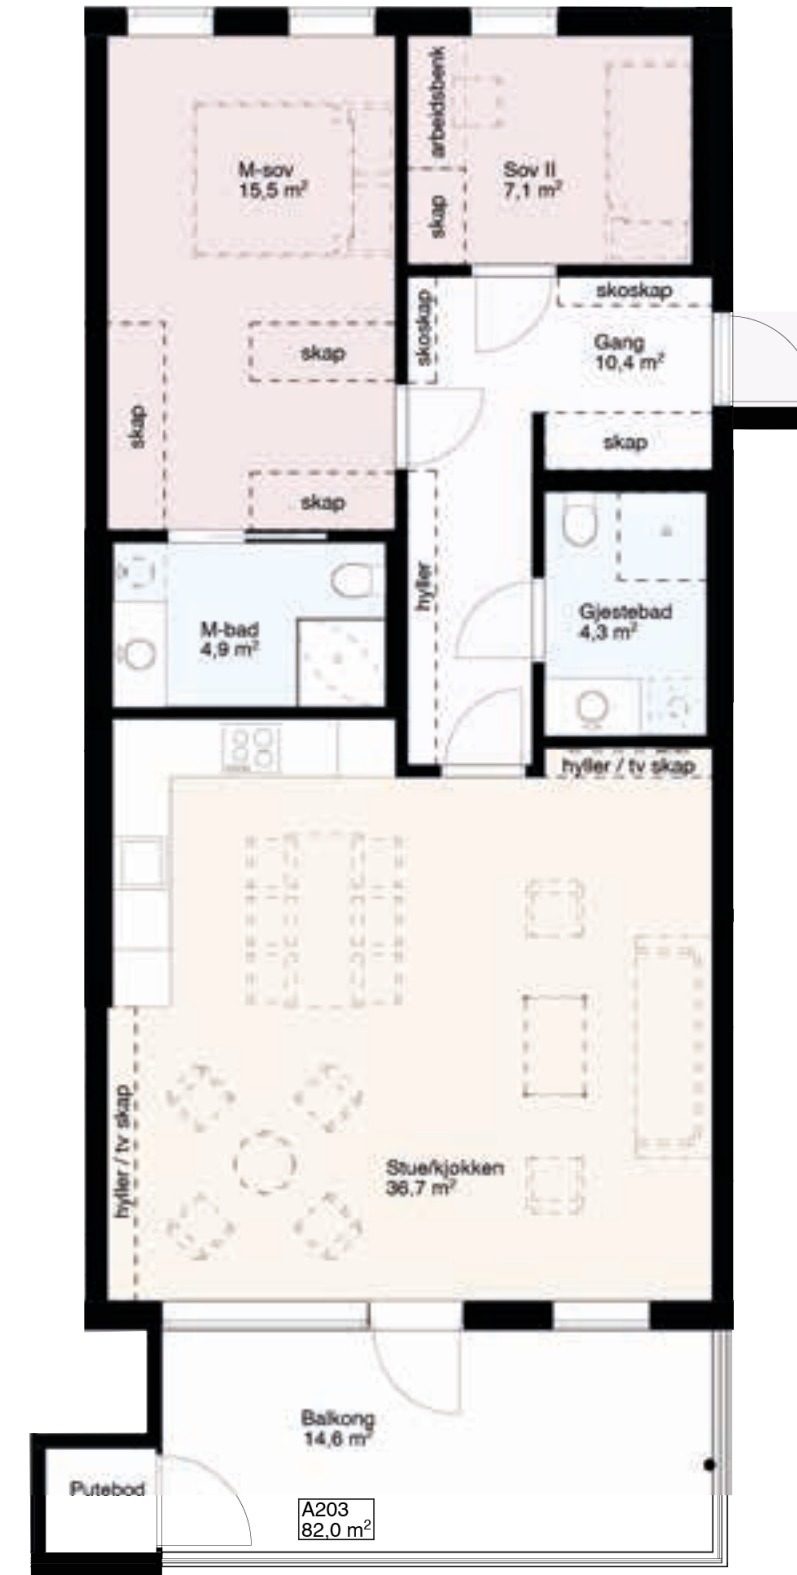 M-sov
15,5 m²
arbeidsbenk
skap
Sov II
7,1 m²
skoskap
skoskap
Gang
10,4 m²
skap
skap
skap
skap
hyller
M-bad
4,9 m²
Gjestebad
4,3 m²
hyller / tv skap
hyller / tv skap
Stue/kjøkken
36,7 m²
Balkong
14,6 m²
Putebod
A203
82,0 m²